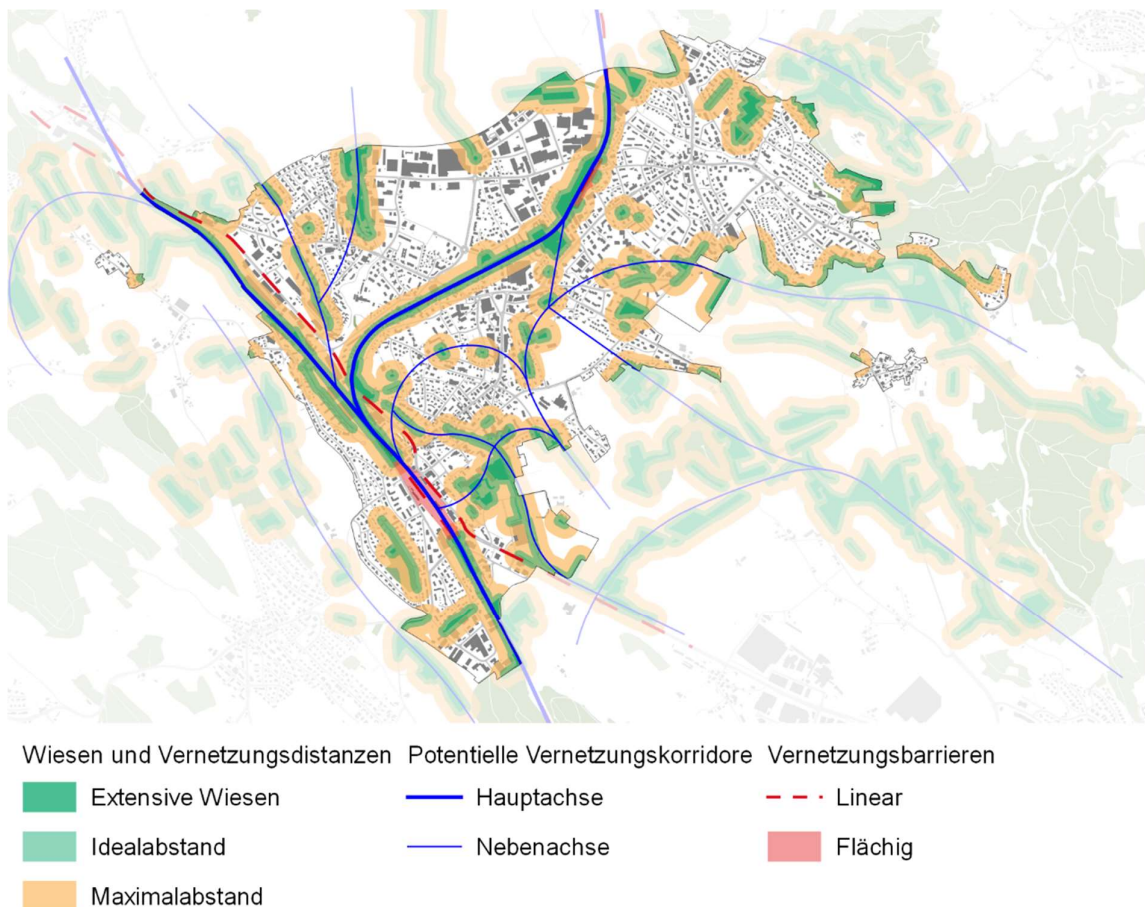 Wiesen und Vernetzungsdistanzen
Extensive Wiesen
Idealabstand
Maximalabstand
Potentielle Vernetzungskorridore
Hauptachse
Nebenachse
Vernetzungsbarrieren
Linear
Flächig